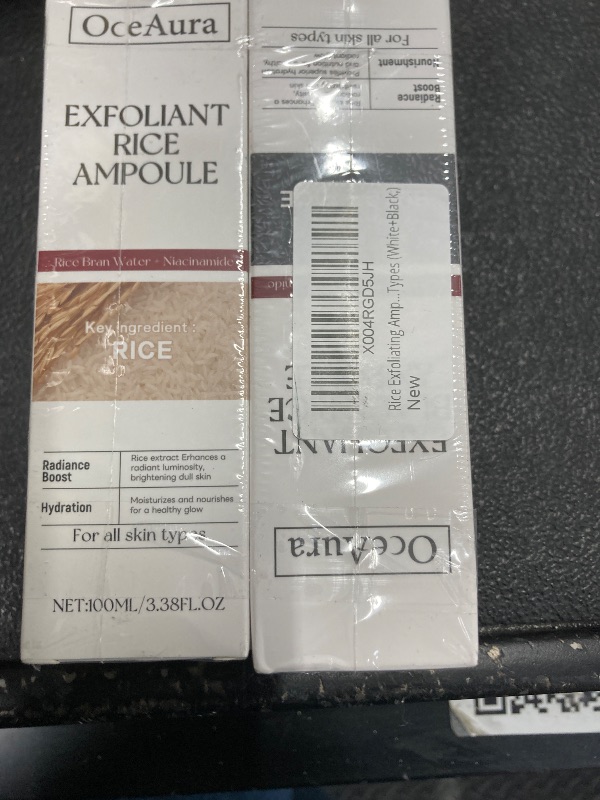 OceAura
EXFOLIANT
RICE
AMPOULE
Rice Bran Water + Niacinamide
Key Ingredient :
RICE
Radiance
Boost
Rice extract Erhances a
radiant luminosity,
brightening dull skin
Hydration
Moisturizes and nourishes
for a healthy glow
For all skin types
NET:100ML/3.38FL.OZ
For all skin types
Nourishment
Radiance
Boost
X004RGD5JH
Rice Exfoliating Amp...Types (White+Black,)
New
EXFOLIANT
OceAura